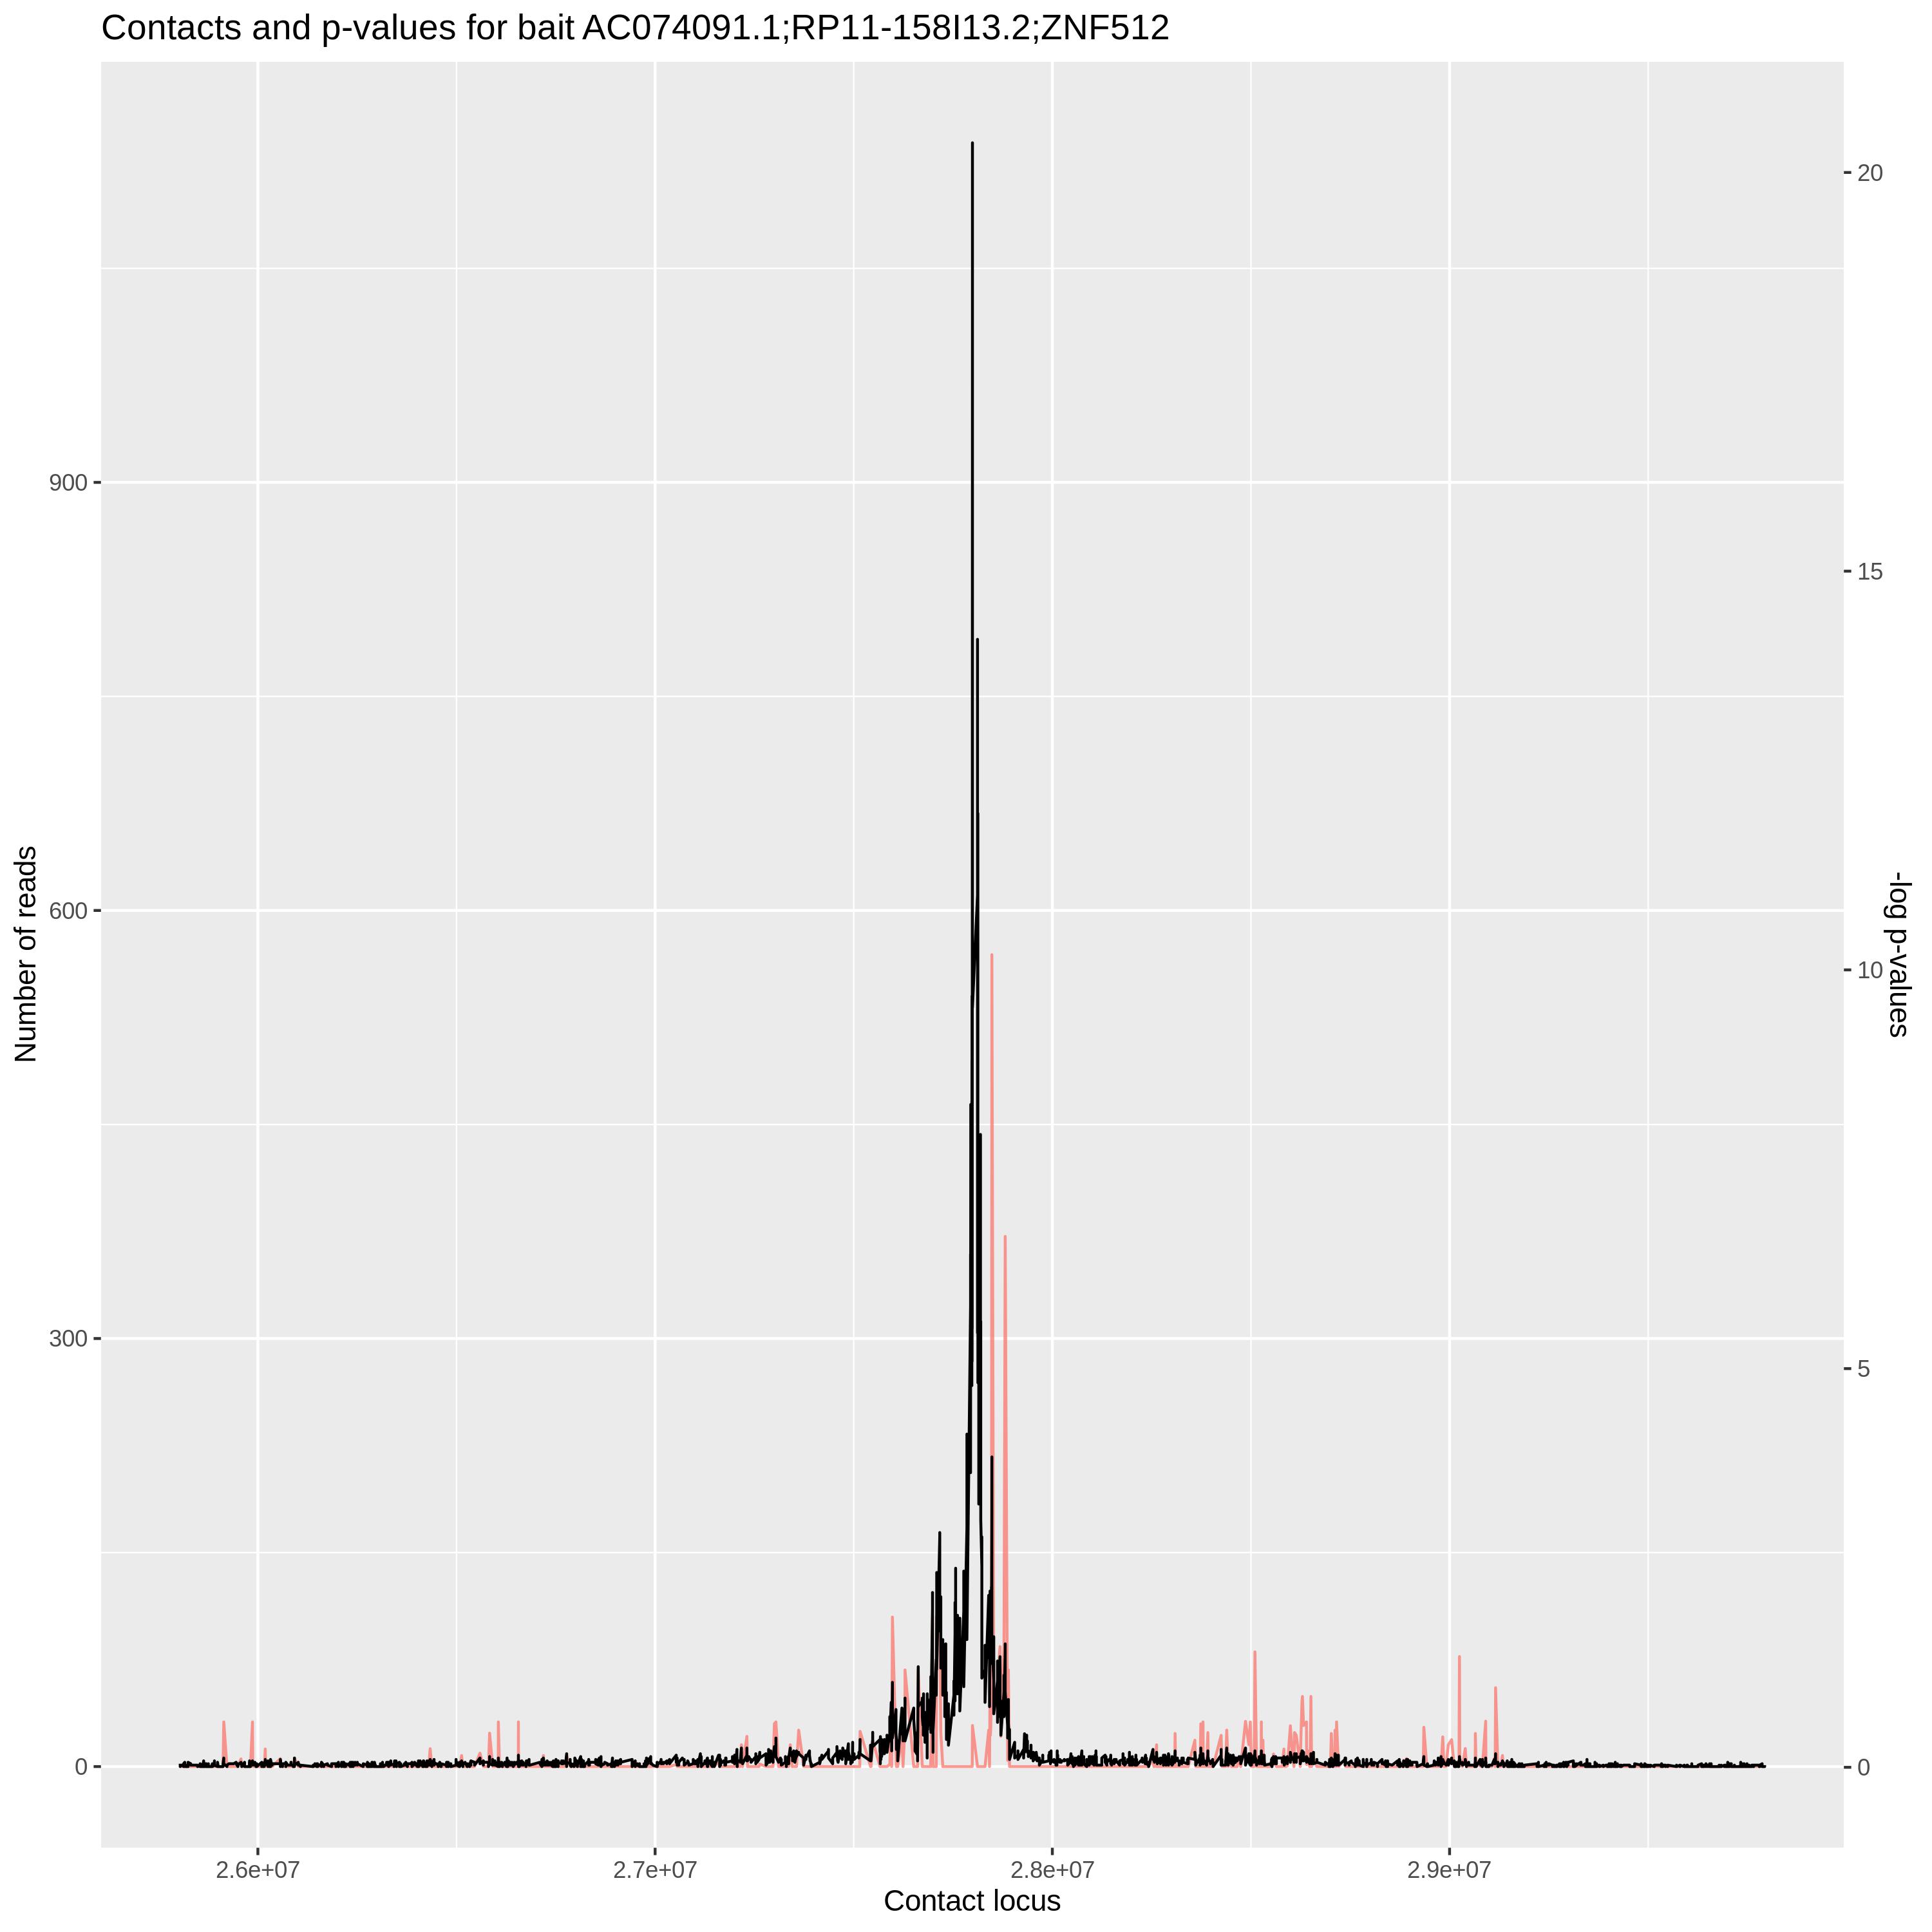 Contacts and p-values for bait AC074091.1;RP11-158I13.2;ZNF512
20
900
15
Number of reads
600
10
-log p-values
300
5
0
0
2.6e+07
2.7e+07
2.8e+07
2.9e+07
Contact locus